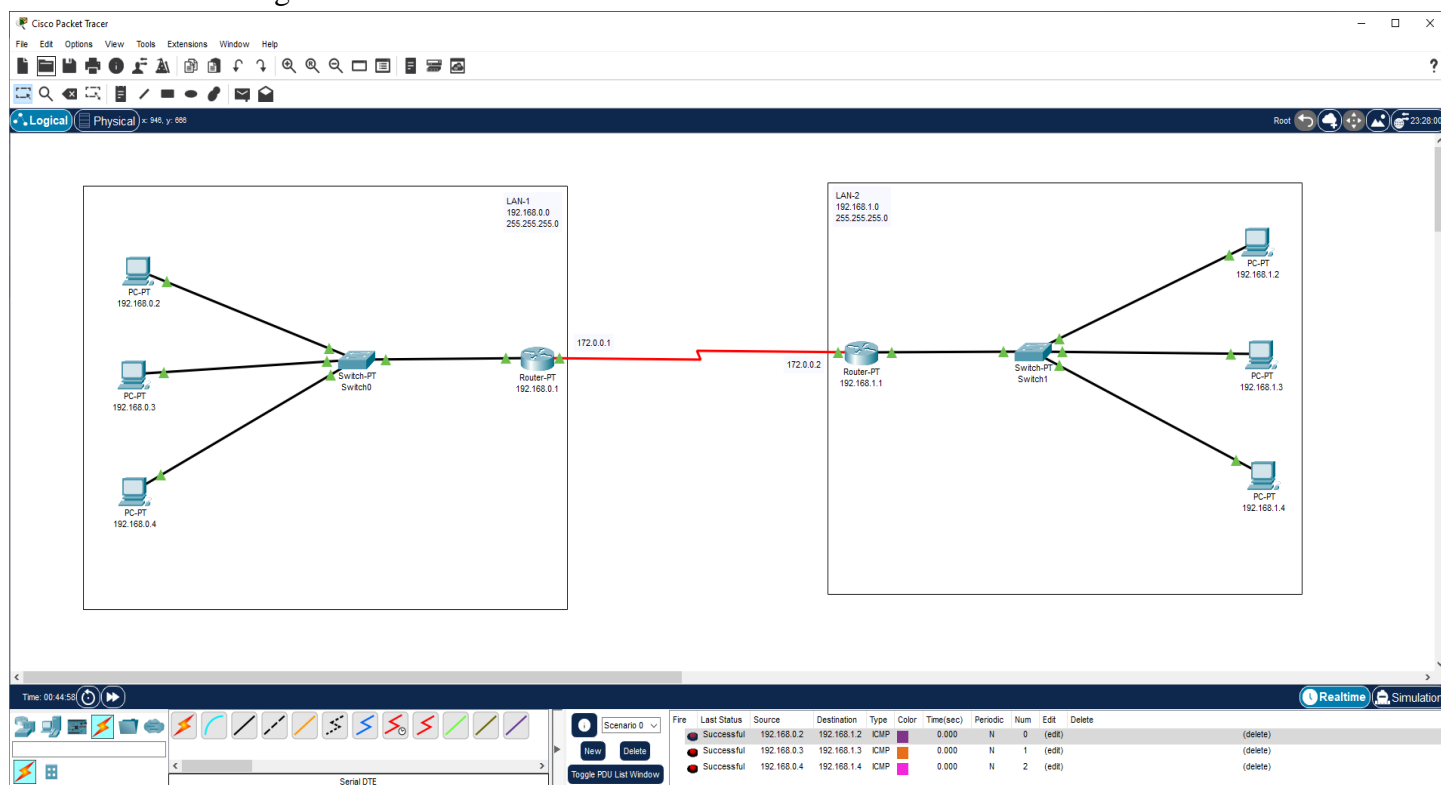 Cisco Packet Tracer
File Edit Options View Tools Extensions Window Help
?
Logical Physical x: 946, y: 666 Root 23:28:00
LAN-1
192.168.0.0
255.255.255.0
LAN-2
192.168.1.0
255.255.255.0
PC-PT
192.168.0.2
PC-PT
192.168.1.2
172.0.0.1
172.0.0.2
PC-PT
192.168.0.3
Switch-PT
Switch0
Router-PT
192.168.0.1
Router-PT
192.168.1.1
Switch-PT
Switch1
PC-PT
192.168.1.3
PC-PT
192.168.0.4
PC-PT
192.168.1.4
Time: 00:44:58 Realtime Simulation
Scenario 0
New Delete
Toggle PDU List Window
Serial DTE
Fire Last Status Source Destination Type Color Time(sec) Periodic Num Edit Delete
Successful 192.168.0.2 192.168.1.2 ICMP 0.000 N 0 (edit) (delete)
Successful 192.168.0.3 192.168.1.3 ICMP 0.000 N 1 (edit) (delete)
Successful 192.168.0.4 192.168.1.4 ICMP 0.000 N 2 (edit) (delete)